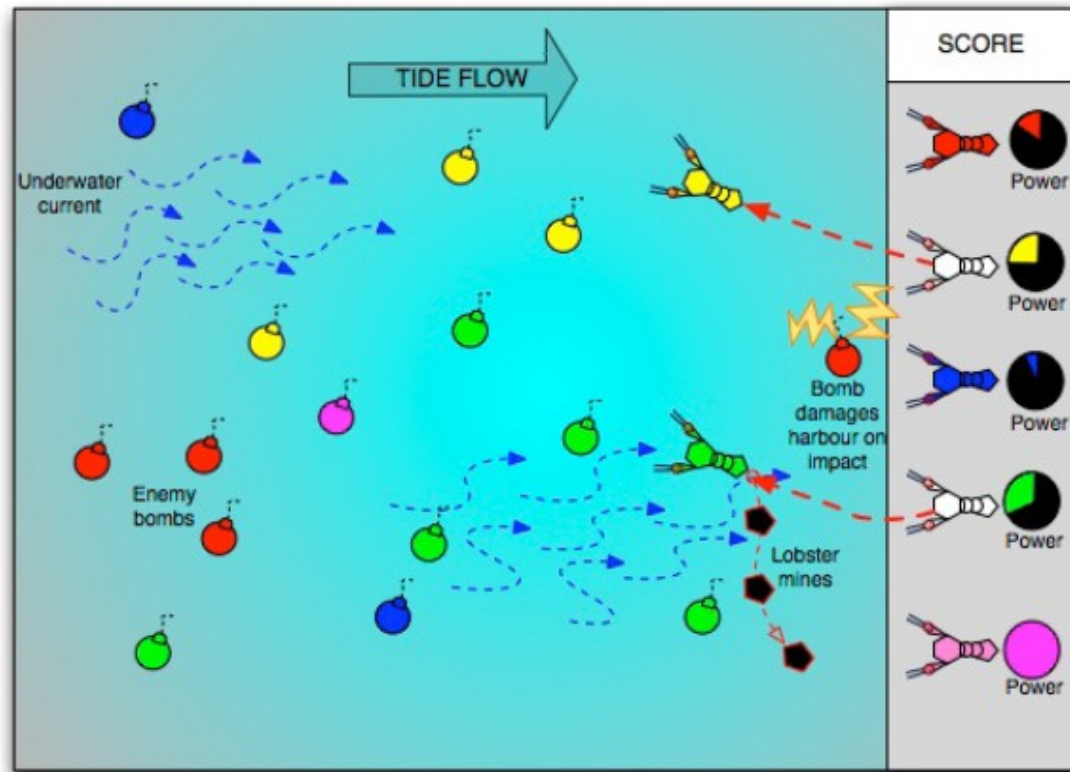 TIDE FLOW
SCORE
Underwater
current
Power
Power
Bomb
damages
harbour on
impact
Power
Enemy
bombs
Lobster
mines
Power
Power